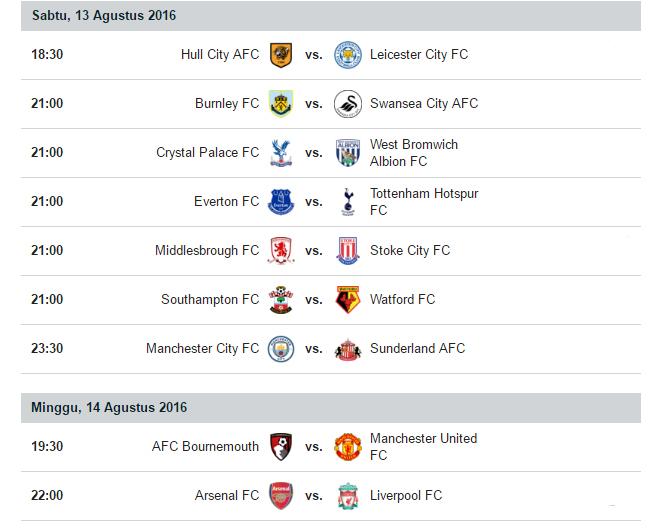 Sabtu, 13 Agustus 2016
18:30 Hull City AFC vs. Leicester City FC
21:00 Burnley FC vs. Swansea City AFC
21:00 Crystal Palace FC vs. West Bromwich
Albion FC
21:00 Everton FC vs. Tottenham Hotspur
FC
21:00 Middlesbrough FC vs. Stoke City FC
21:00 Southampton FC vs. Watford FC
23:30 Manchester City FC vs. Sunderland AFC
Minggu, 14 Agustus 2016
19:30 AFC Bournemouth vs. Manchester United
FC
22:00 Arsenal FC vs. Liverpool FC